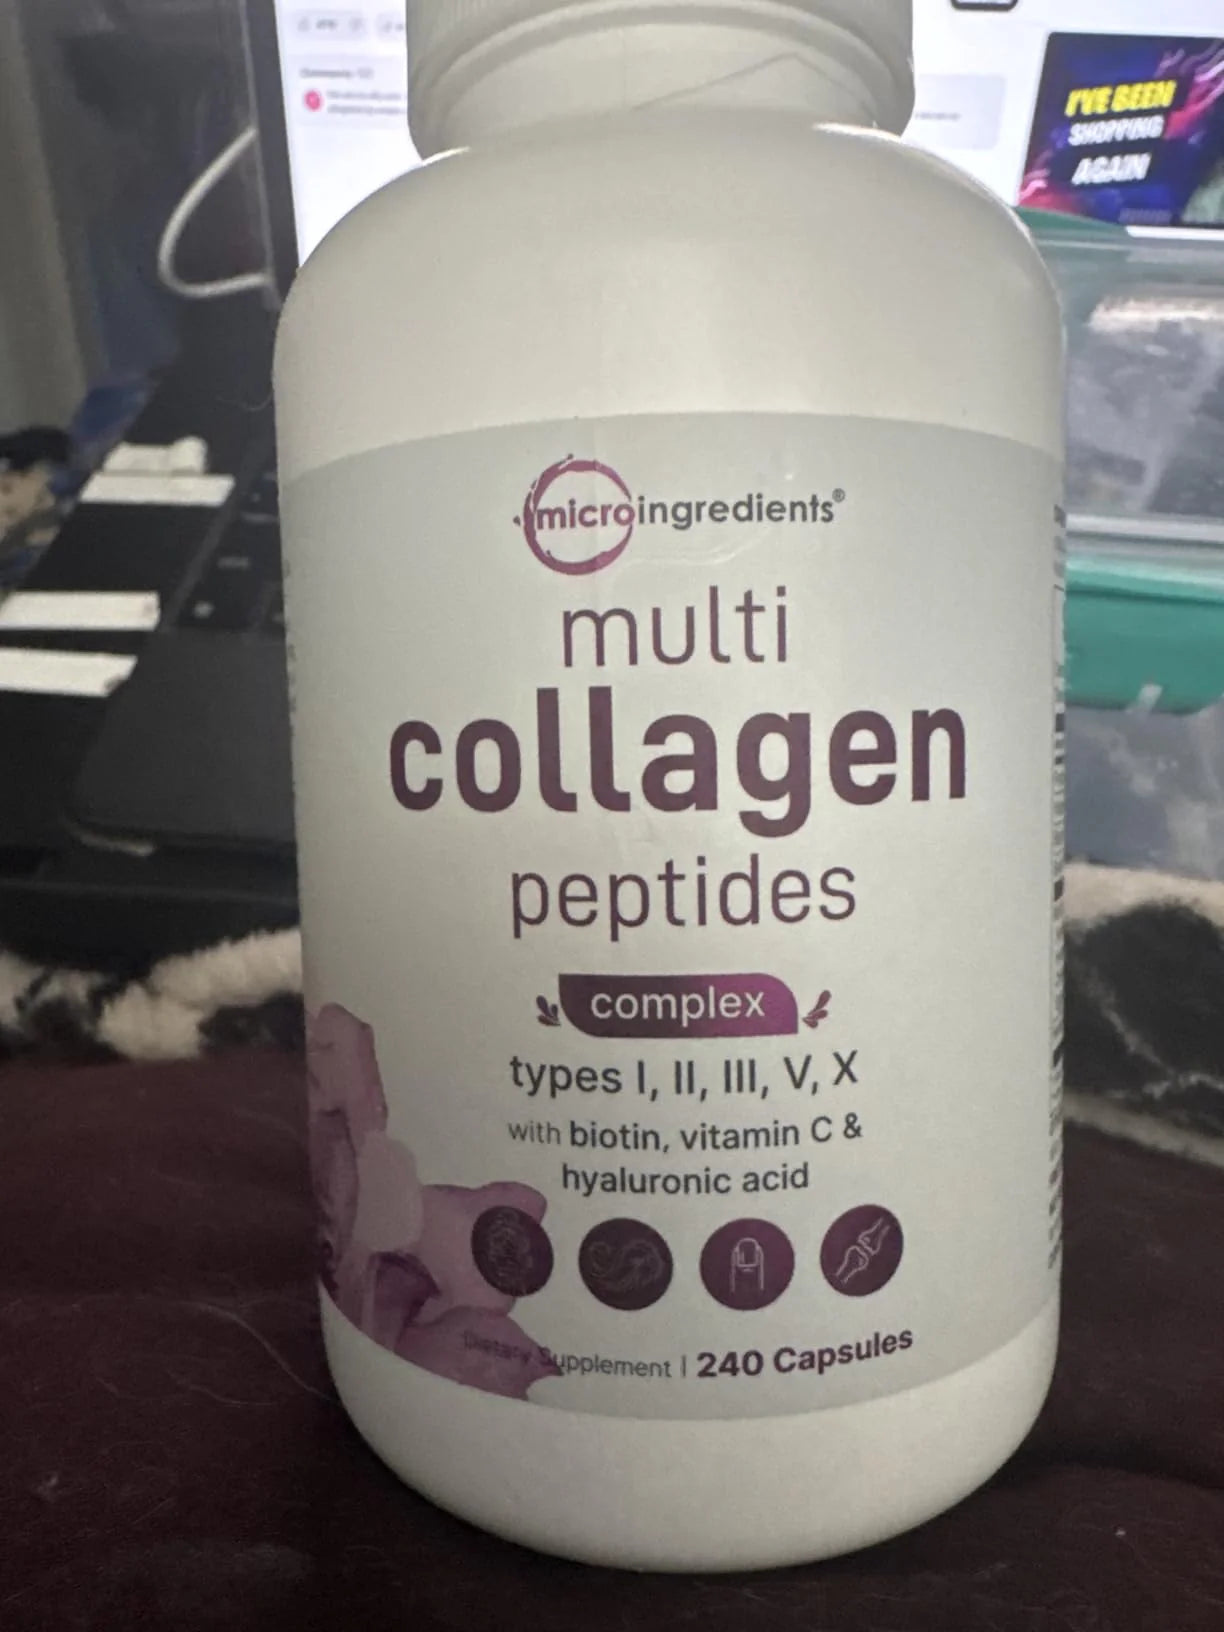 I'VE BEEN
SHOPPING
AGAIN
microingredients®
multi
collagen
peptides
complex
types I, II, III, V, X
with biotin, vitamin C &
hyaluronic acid
Dietary Supplement | 240 Capsules